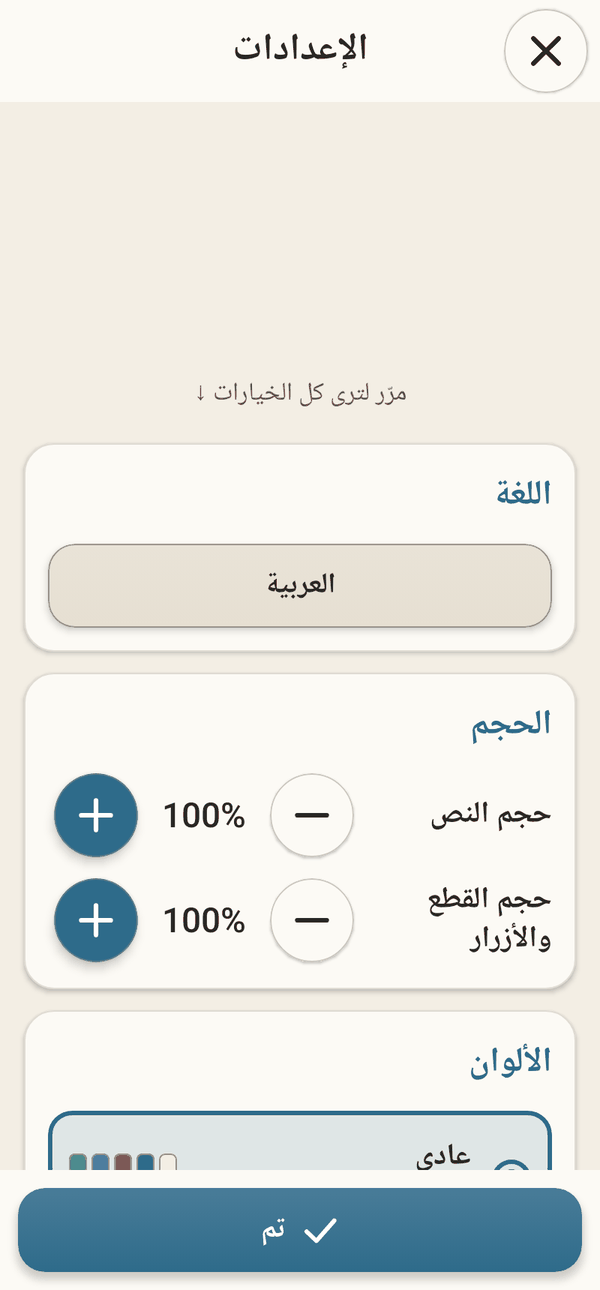 الإعدادات
مرّر لترى كل الخيارات ↓
اللغة
العربية
الحجم
حجم النص
100%
حجم القطع
والأزرار
100%
الألوان
عادي
تم